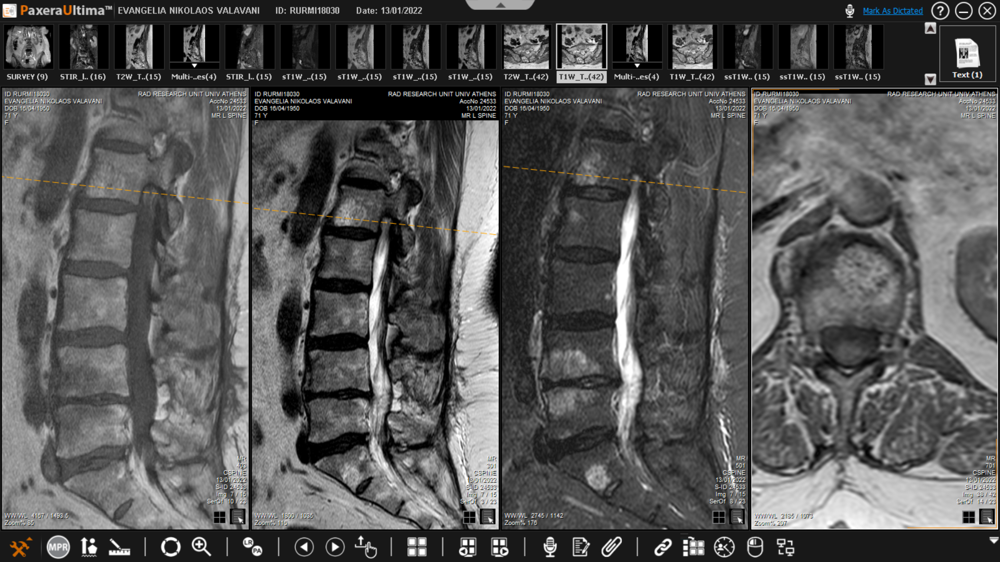 PaxeraUltima™ EVANGELIA NIKOLAOS VALAVANI ID: RURMI18030 Date: 13/01/2022 Mark As Dictated ?
SURVEY (9) STIR_l.. (16) T2W_T..(15) Multi-..es(4) STIR_l.. (15) sT1W_..(15) sT1W_..(15) sT1W_..(15) sT1W_..(15) T2W_T..(42) T1W_T..(42) Multi-..es(4) T1W_T..(42) ssT1W.. (15) ssT1W.. (15) ssT1W.. (15) Text (1)
ID RURMI18030
EVANGELIA NIKOLAOS VALAVANI
DOB 16/04/1950
71 Y
F
RAD RESEARCH UNIT UNIV ATHENS
AccNo 24533
13/01/2022
MR L SPINE
MR
403
CSPINE
13/01/2022
S-ID 24533
Img 7 / 15
SerOf 10 / 23
WW/WL 4167 / 1493.5
Zoom% 85
ID RURMI18030
EVANGELIA NIKOLAOS VALAVANI
DOB 16/04/1950
71 Y
F
RAD RESEARCH UNIT UNIV ATHENS
AccNo 24533
13/01/2022
MR L SPINE
MR
301
CSPINE
13/01/2022
S-ID 24533
Img 7 / 15
SerOf 3 / 23
WW/WL 1800 / 1035
Zoom% 116
ID RURMI18030
EVANGELIA NIKOLAOS VALAVANI
DOB 16/04/1950
71 Y
F
RAD RESEARCH UNIT UNIV ATHENS
AccNo 24533
13/01/2022
MR L SPINE
MR
501
CSPINE
13/01/2022
S-ID 24533
Img 7 / 15
SerOf 8 / 23
WW/WL 2745 / 1142
Zoom% 176
ID RURMI18030
EVANGELIA NIKOLAOS VALAVANI
DOB 16/04/1950
71 Y
F
RAD RESEARCH UNIT UNIV ATHENS
AccNo 24533
13/01/2022
MR L SPINE
MR
701
CSPINE
13/01/2022
S-ID 24533
Img 38 / 42
SerOf 14 / 23
WW/WL 2185 / 1073
Zoom% 207
MPR LR PA